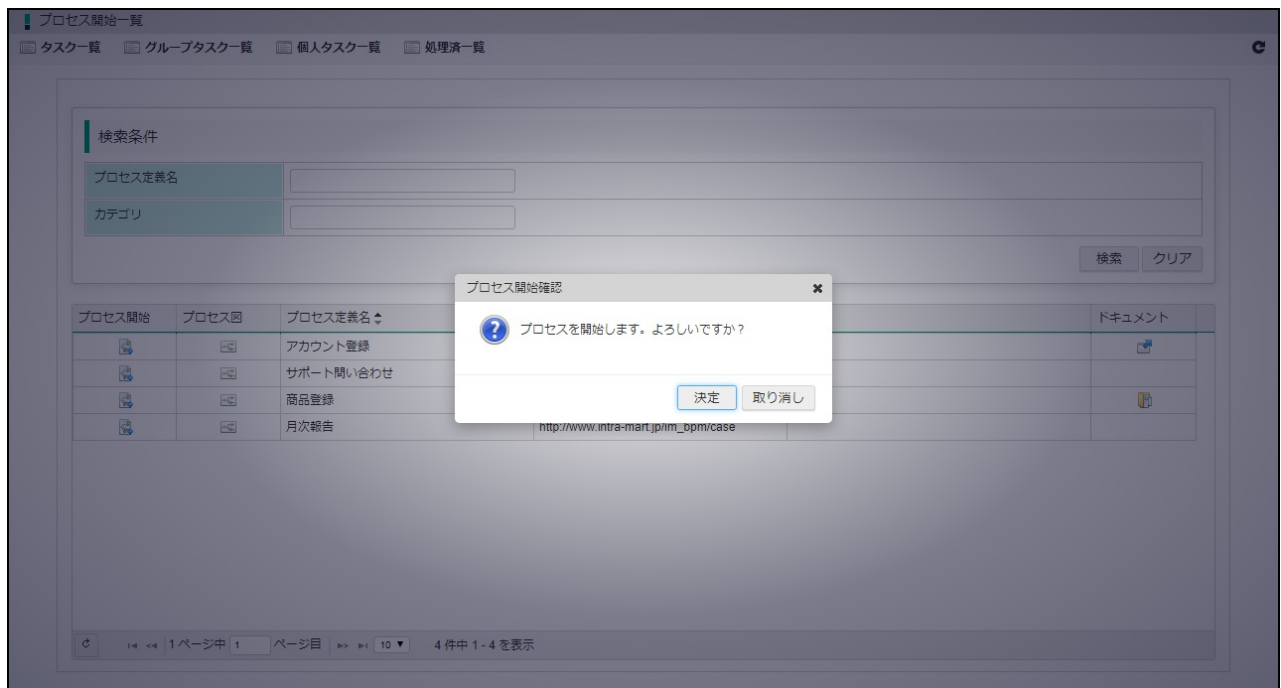 プロセス開始一覧
タスク一覧 グループタスク一覧 個人タスク一覧 処理済一覧
検索条件
プロセス定義名
カテゴリ
検索 クリア
プロセス開始確認
プロセスを開始します。よろしいですか?
決定 取り消し
プロセス開始 プロセス図 プロセス定義名 ドキュメント
アカウント登録
サポート問い合わせ
商品登録
月次報告 http://www.intra-mart.jp/im_bpm/case
1 ページ中 1 ページ目 10 4 件中 1 - 4 を表示